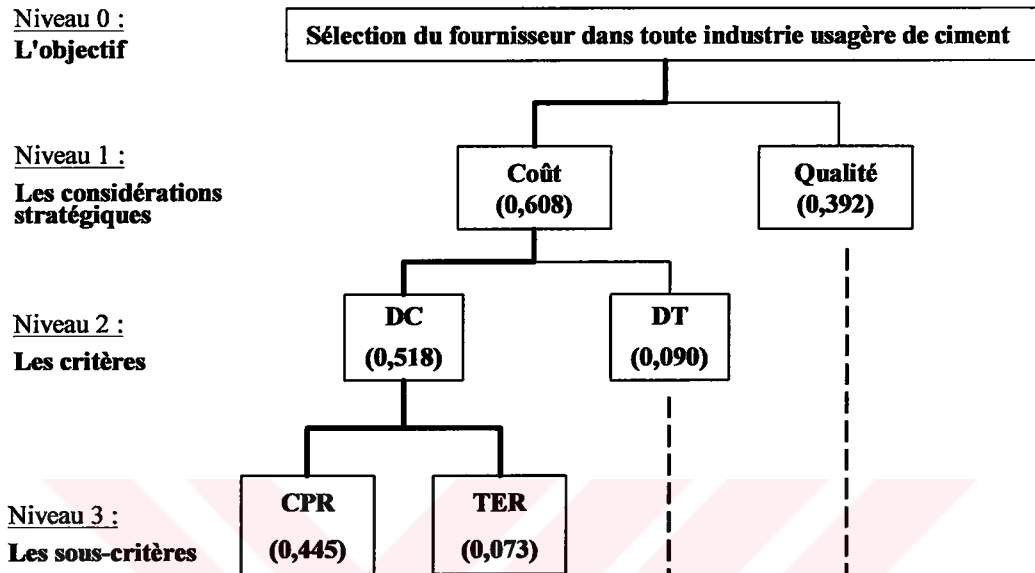 Niveau 0 :
L'objectif
Sélection du fournisseur dans toute industrie usagère de ciment
Niveau 1 :
Les considérations
stratégiques
Coût
(0,608)
Qualité
(0,392)
Niveau 2 :
Les critères
DC
(0,518)
DT
(0,090)
Niveau 3 :
Les sous-critères
CPR
(0,445)
TER
(0,073)